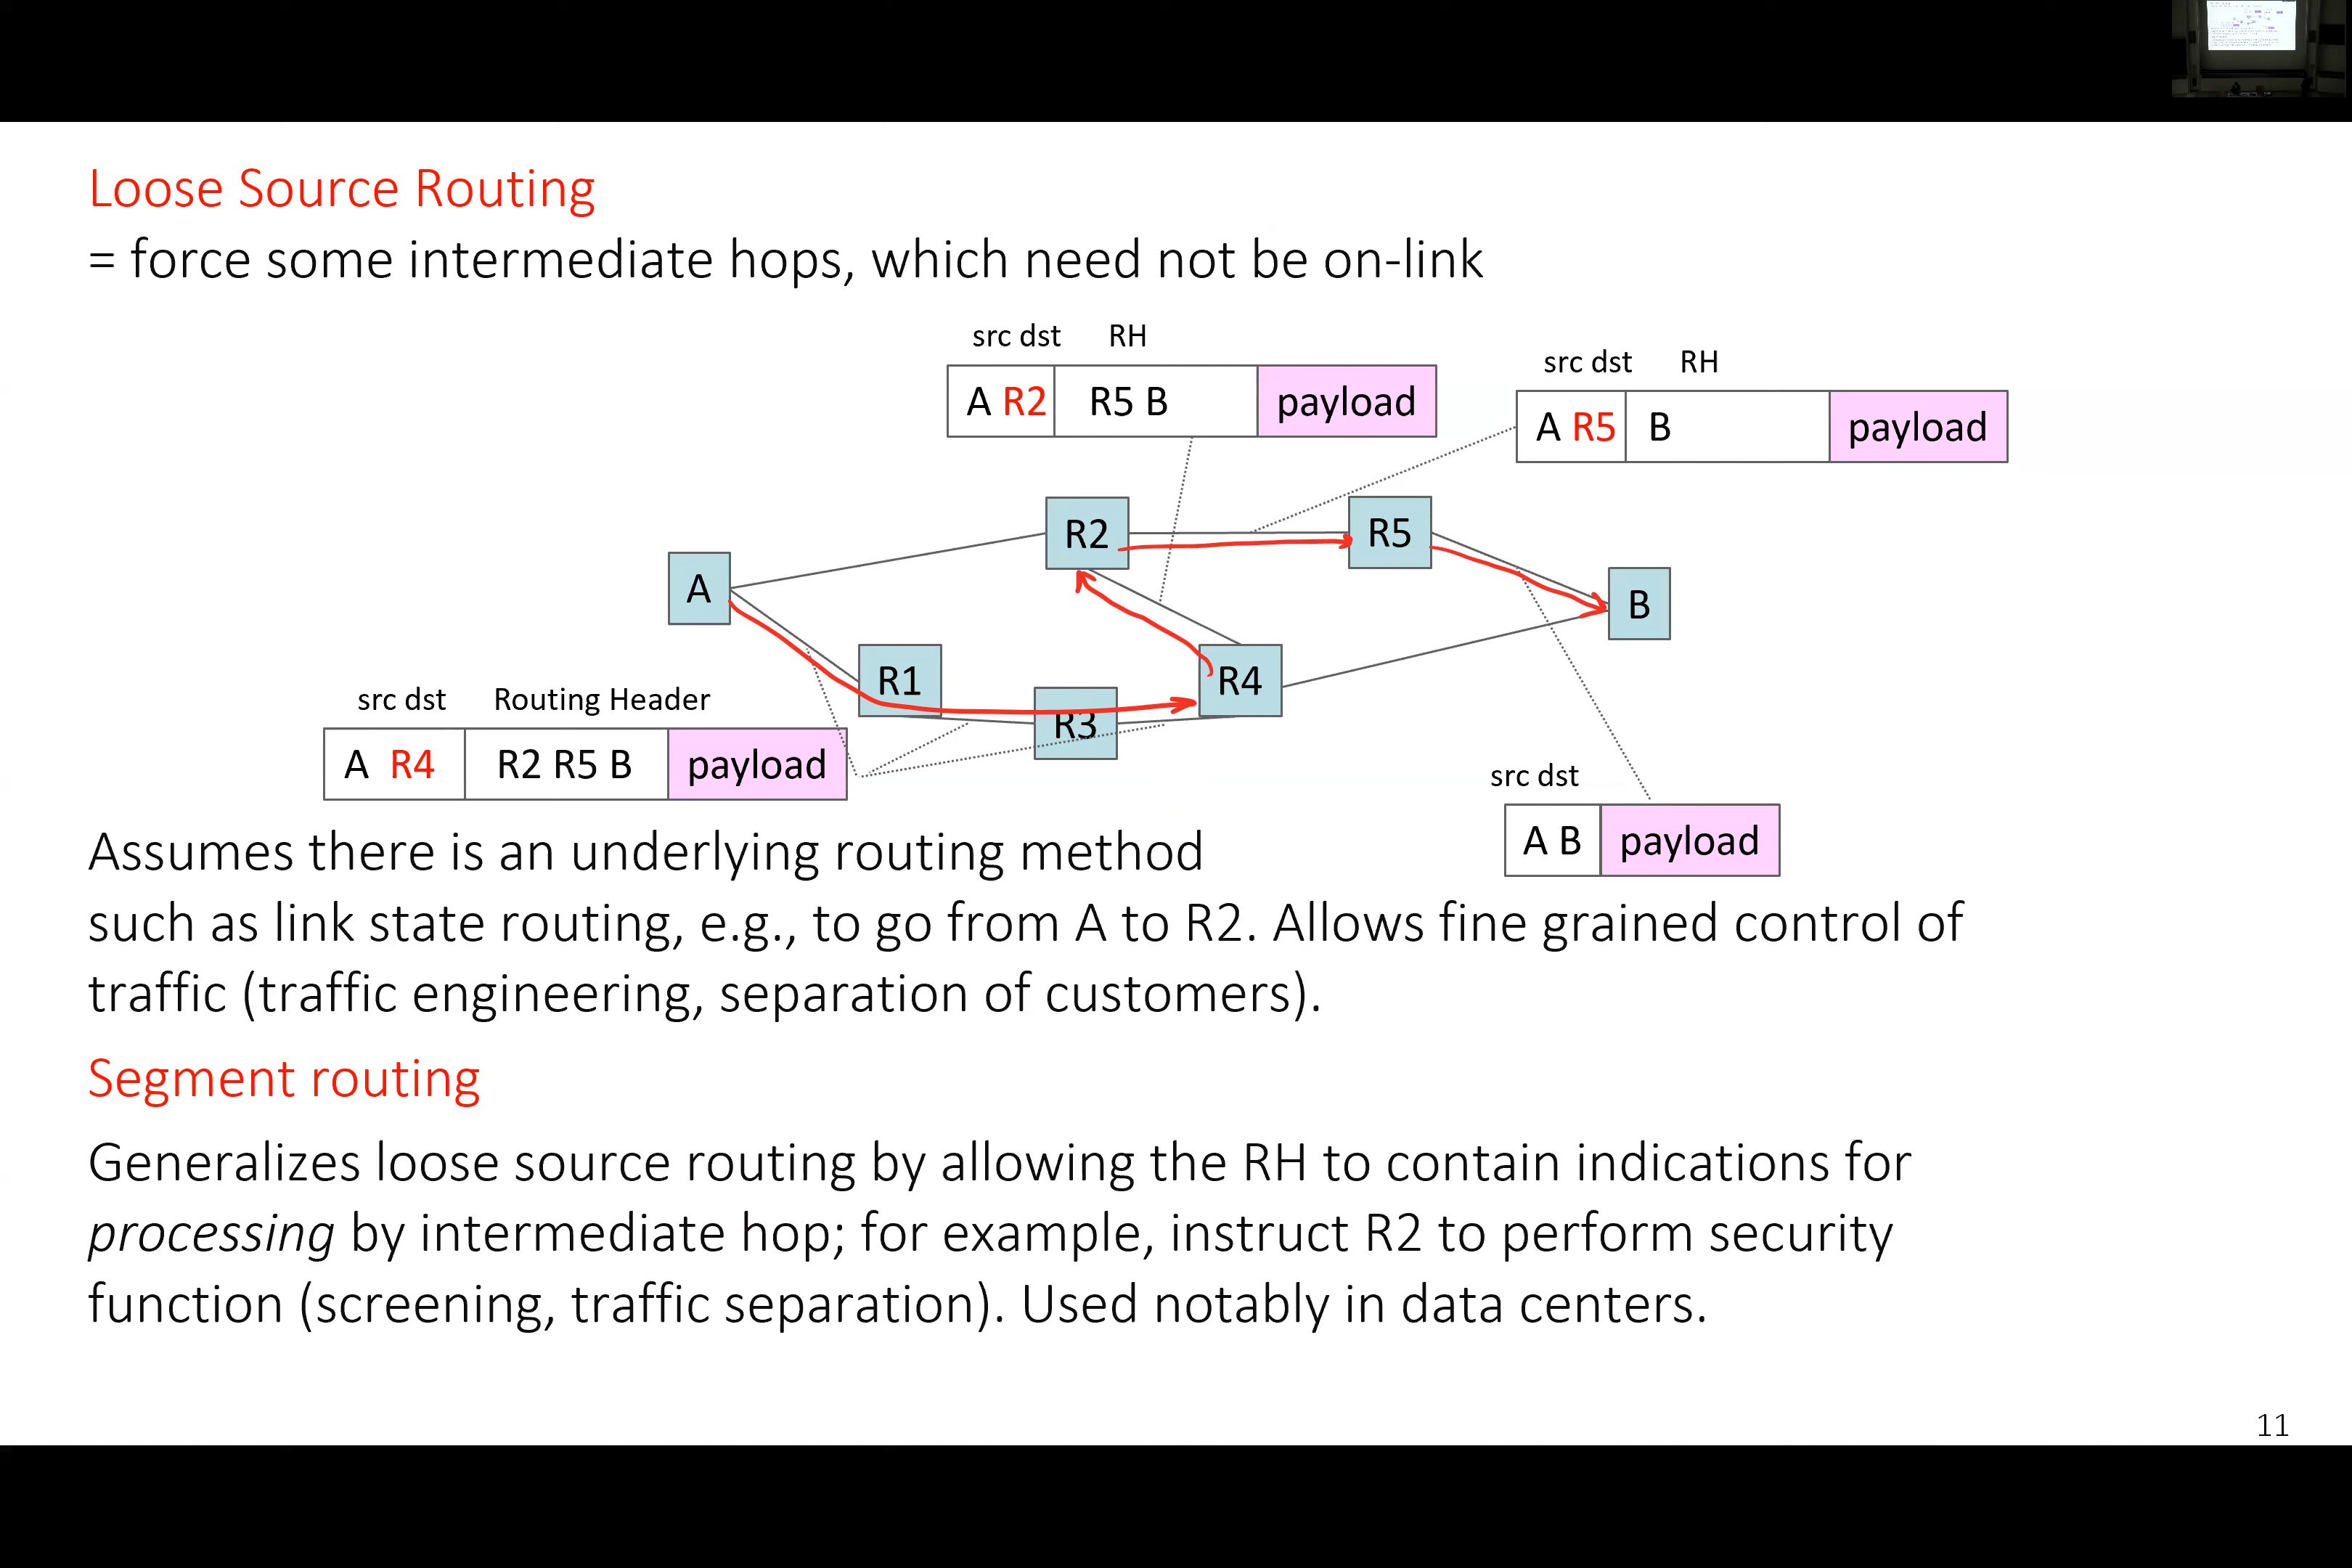 Loose Source Routing
= force some intermediate hops, which need not be on-link
src dst RH
A R2 R5 B payload
src dst RH
A R5 B payload
R2
R5
A
B
R1
R4
R3
src dst Routing Header
A R4 R2 R5 B payload
src dst
A B payload
Assumes there is an underlying routing method
such as link state routing, e.g., to go from A to R2. Allows fine grained control of
traffic (traffic engineering, separation of customers).
Segment routing
Generalizes loose source routing by allowing the RH to contain indications for
processing by intermediate hop; for example, instruct R2 to perform security
function (screening, traffic separation). Used notably in data centers.
11